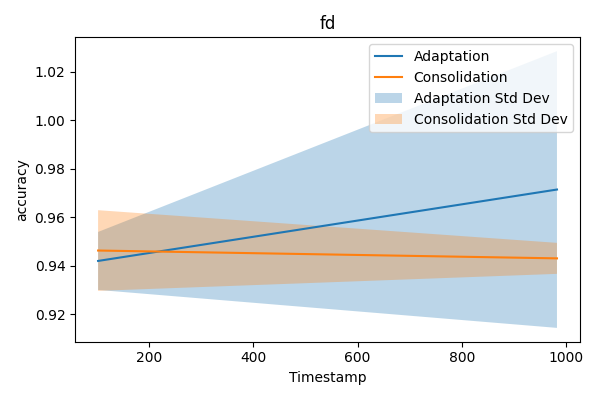 fd
Adaptation
Consolidation
Adaptation Std Dev
Consolidation Std Dev
accuracy
1.02
1.00
0.98
0.96
0.94
0.92
200
400
600
800
1000
Timestamp